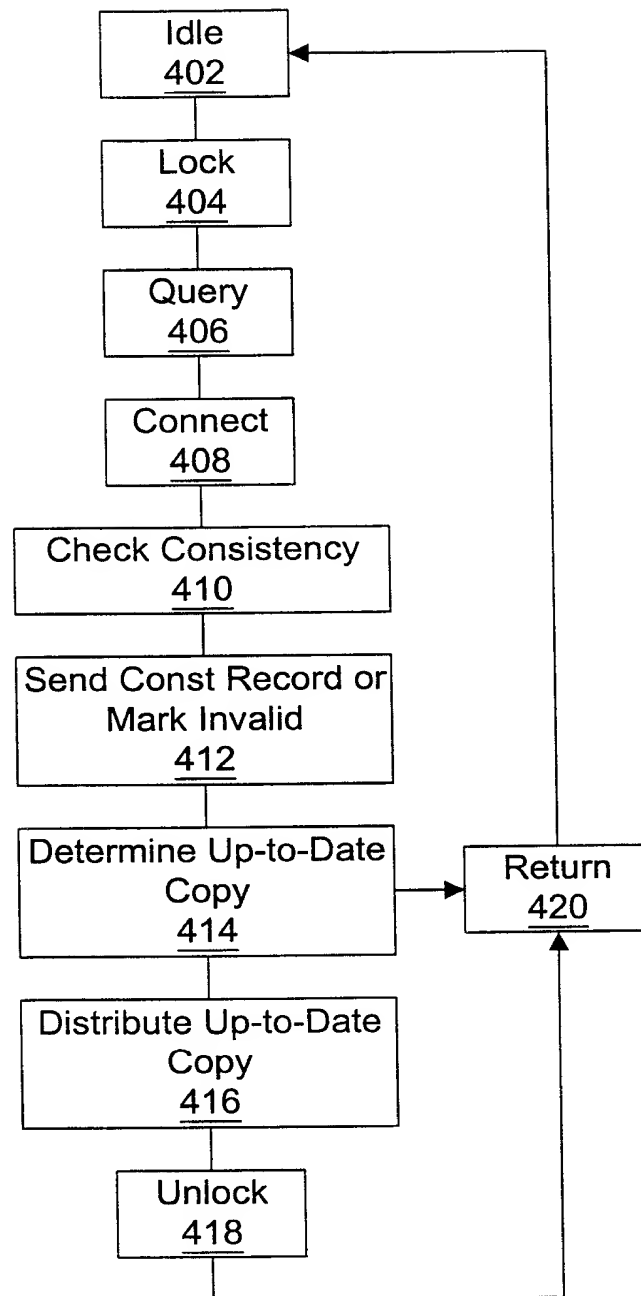 Idle
402
Lock
404
Query
406
Connect
408
Check Consistency
410
Send Const Record or
Mark Invalid
412
Determine Up-to-Date
Copy
414
Return
420
Distribute Up-to-Date
Copy
416
Unlock
418